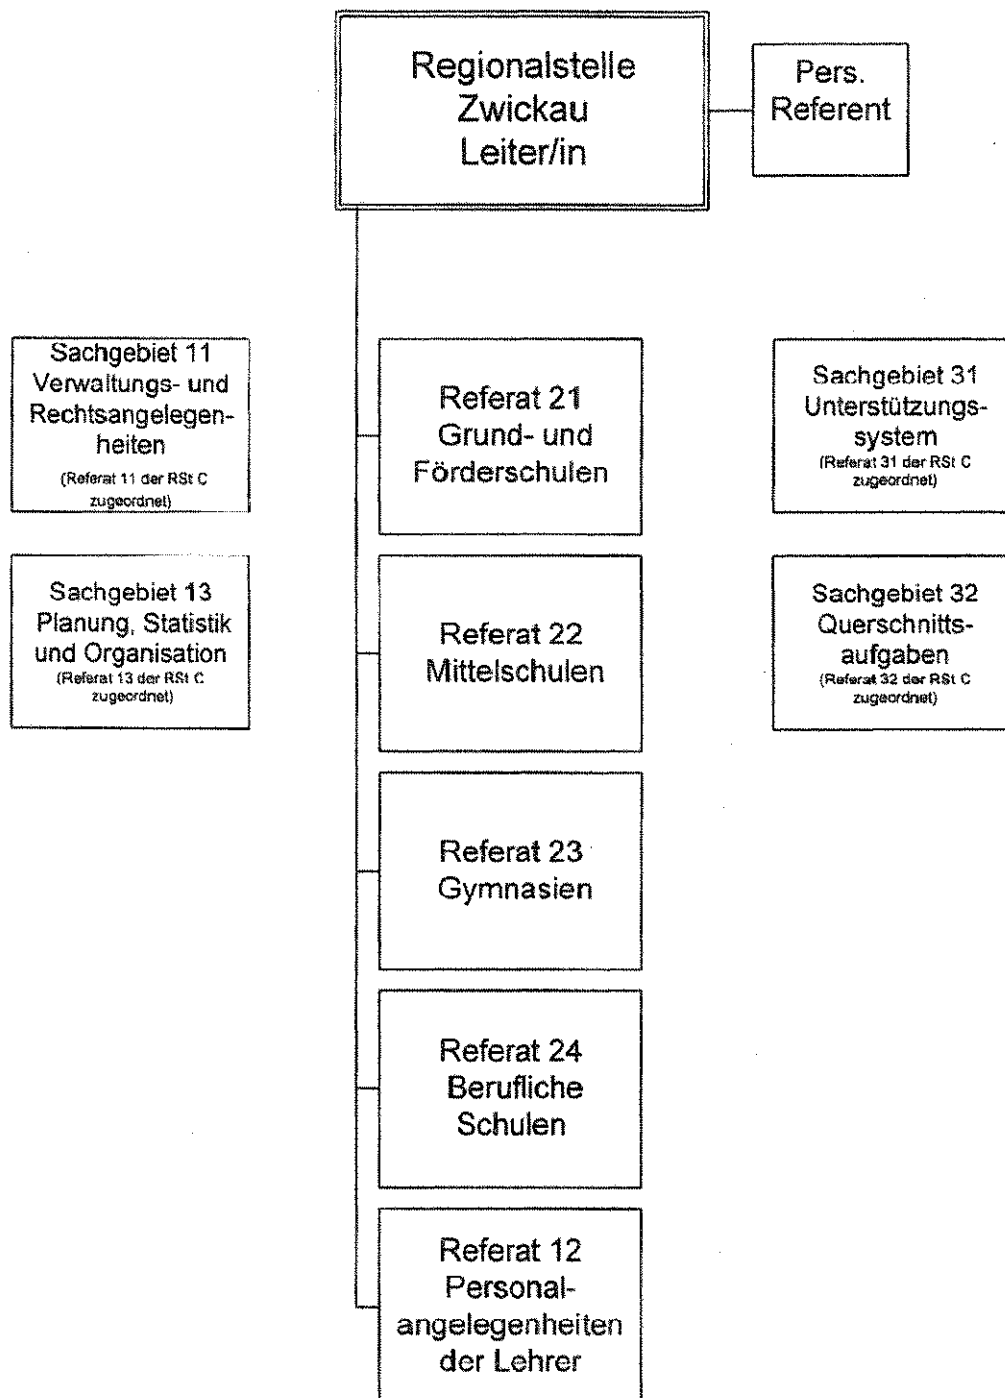 Regionalstelle
Zwickau
Leiter/in
Pers.
Referent
Sachgebiet 11
Verwaltungs- und
Rechtsangelegen-
heiten
(Referat 11 der RSt C
zugeordnet)
Referat 21
Grund- und
Förderschulen
Sachgebiet 31
Unterstützungs-
system
(Referat 31 der RSt C
zugeordnet)
Sachgebiet 13
Planung, Statistik
und Organisation
(Referat 13 der RSt C
zugeordnet)
Referat 22
Mittelschulen
Sachgebiet 32
Querschnitts-
aufgaben
(Referat 32 der RSt C
zugeordnet)
Referat 23
Gymnasien
Referat 24
Berufliche
Schulen
Referat 12
Personal-
angelegenheiten
der Lehrer